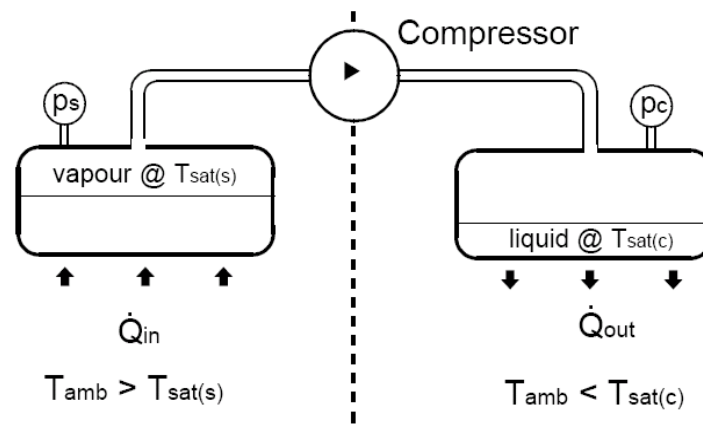 Compressor
ps
pc
vapour @ Tsat(s)
liquid @ Tsat(c)
Q̇in
Q̇out
Tamb > Tsat(s)
Tamb < Tsat(c)